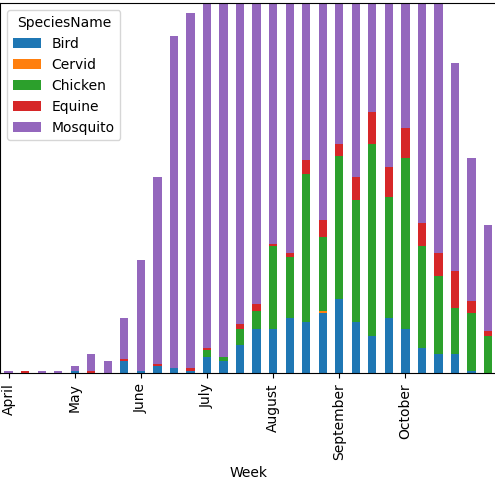 SpeciesName
Bird
Cervid
Chicken
Equine
Mosquito
April
May
June
July
August
September
October
Week